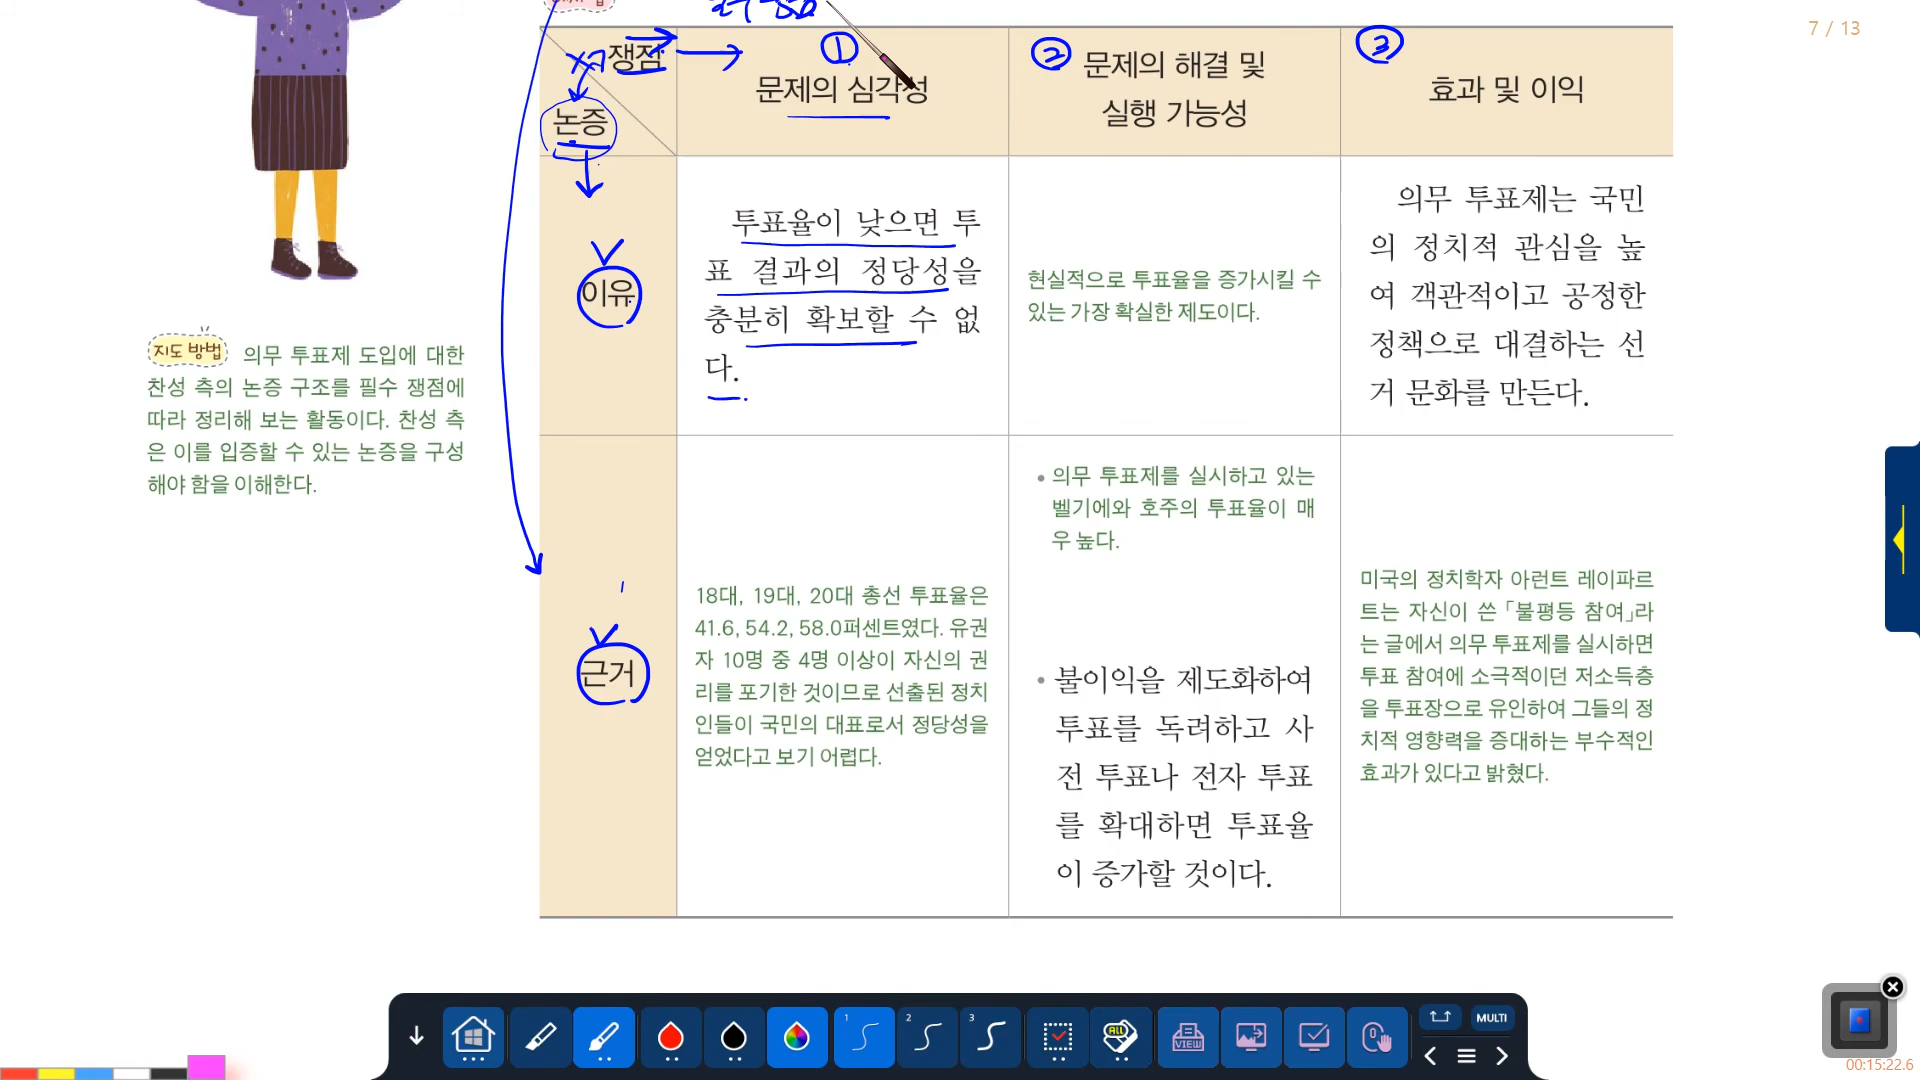 7 / 13
쟁점
논증
①
문제의 심각성
②
문제의 해결 및
실행 가능성
③
효과 및 이익
이유
투표율이 낮으면 투
표 결과의 정당성을
충분히 확보할 수 없
다.
현실적으로 투표율을 증가시킬 수
있는 가장 확실한 제도이다.
의무 투표제는 국민
의 정치적 관심을 높
여 객관적이고 공정한
정책으로 대결하는 선
거 문화를 만든다.
지도 방법 의무 투표제 도입에 대한
찬성 측의 논증 구조를 필수 쟁점에
따라 정리해 보는 활동이다. 찬성 측
은 이를 입증할 수 있는 논증을 구성
해야 함을 이해한다.
근거
18대, 19대, 20대 총선 투표율은
41.6, 54.2, 58.0퍼센트였다. 유권
자 10명 중 4명 이상이 자신의 권
리를 포기한 것이므로 선출된 정치
인들이 국민의 대표로서 정당성을
얻었다고 보기 어렵다.
• 의무 투표제를 실시하고 있는
벨기에와 호주의 투표율이 매
우 높다.
• 불이익을 제도화하여
투표를 독려하고 사
전 투표나 전자 투표
를 확대하면 투표율
이 증가할 것이다.
미국의 정치학자 아런트 레이파르
트는 자신이 쓴 「불평등 참여」라
는 글에서 의무 투표제를 실시하면
투표 참여에 소극적이던 저소득층
을 투표장으로 유인하여 그들의 정
치적 영향력을 증대하는 부수적인
효과가 있다고 밝혔다.
1
2
3
ALL
VIEW
0
MULTI
00:15:22.6